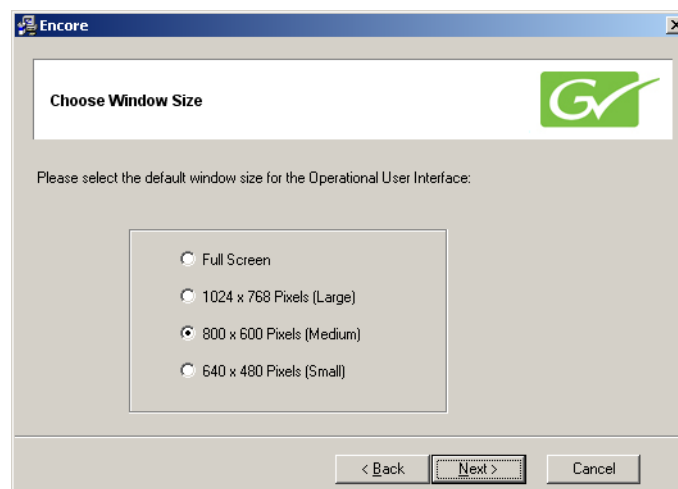 Encore
Choose Window Size
GV
Please select the default window size for the Operational User Interface:
Full Screen
1024 x 768 Pixels (Large)
800 x 600 Pixels (Medium)
640 x 480 Pixels (Small)
< Back Next > Cancel